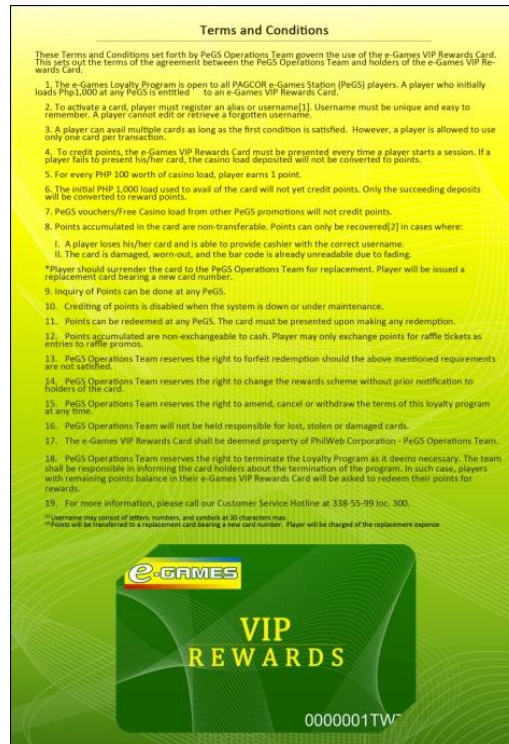 Terms and Conditions
These Terms and Conditions set forth by PeGS Operations Team govern the use of the e-Games VIP Rewards Card.
This sets out the terms of the agreement between the PeGS Operations Team and holders of the e-Games VIP Re-
wards Card.
1. The e-Games Loyalty Program is open to all PAGCOR e-Games Station (PeGS) players. A player who initially
loads Php1,000 at any PeGS is entitled to an e-Games VIP Rewards Card.
2. To activate a card, player must register an alias or username[1]. Username must be unique and easy to
remember. A player cannot edit or retrieve a forgotten username.
3. A player can avail multiple cards as long as the first condition is satisfied. However, a player is allowed to use
only one card per transaction.
4. To credit points, the e-Games VIP Rewards Card must be presented every time a player starts a session. If a
player fails to present his/her card, the casino load deposited will not be converted to points.
5. For every PHP 100 worth of casino load, player earns 1 point.
6. The initial PHP 1,000 load used to avail of the card will not yet credit points. Only the succeeding deposits
will be converted to reward points.
7. PeGS vouchers/Free Casino load from other PeGS promotions will not credit points.
8. Points accumulated in the card are non-transferable. Points can only be recovered[2] in cases where:
I. A player loses his/her card and is able to provide cashier with the correct username.
II. The card is damaged, worn-out, and the bar code is already unreadable due to fading.
*Player should surrender the card to the PeGS Operations Team for replacement. Player will be issued a
replacement card bearing a new card number.
9. Inquiry of Points can be done at any PeGS.
10. Crediting of Points is disabled when the system is down or under maintenance.
11. Points can be redeemed at any PeGS. The card must be presented upon making any redemption.
12. Points accumulated are non-exchangeable to cash. Player may only exchange points for raffle tickets as
entries to raffle promos.
13. PeGS Operations Team reserves the right to forfeit redemption should the above mentioned requirements
are not satisfied.
14. PeGS Operations Team reserves the right to change the rewards scheme without prior notification to
holders of the card.
15. PeGS Operations Team reserves the right to amend, cancel or withdraw the terms of this loyalty program
at any time.
16. PeGS Operations Team will not be held responsible for lost, stolen or damaged cards.
17. The e-Games VIP Rewards Card shall be deemed property of PhilWeb Corporation - PeGS Operations Team.
18. PeGS Operations Team reserves the right to terminate the Loyalty Program as it deems necessary. The team
shall be responsible in informing the card holders about the termination of the program. In such case, players
with remaining points balance in their e-Games VIP Rewards Card will be asked to redeem their points for
rewards.
19. For more information, please call our Customer Service Hotline at 338-55-99 loc. 300.
[1] Username may consist of letters, numbers, and symbols at 30 characters max.
[2] Points will be transferred to a replacement card bearing a new card number. Player will be charged of the replacement expense
e-GAMES
VIP
REWARDS
0000001TW